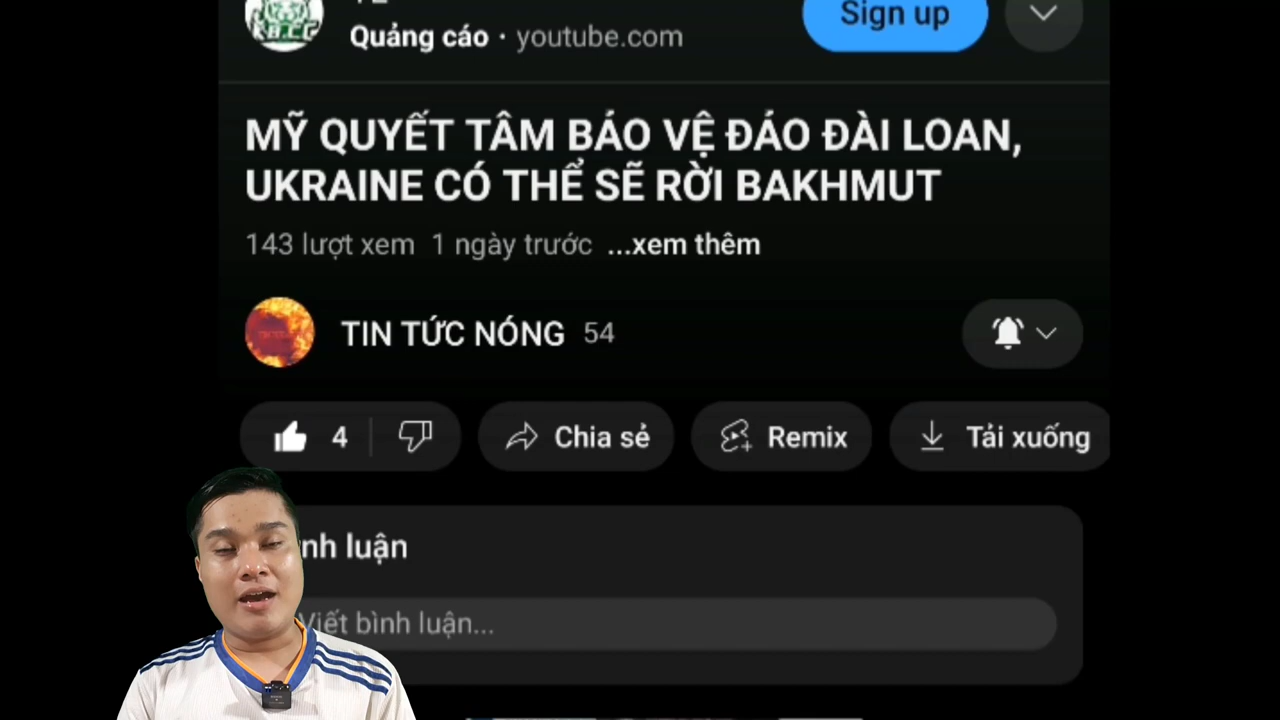 Sign up
Quảng cáo · youtube.com
MỸ QUYẾT TÂM BẢO VỆ ĐẢO ĐÀI LOAN,
UKRAINE CÓ THỂ SẼ RỜI BAKHMUT
143 lượt xem 1 ngày trước ...xem thêm
TIN TỨC NÓNG 54
4 Chia sẻ Remix Tải xuống
nh luận
Viết bình luận...